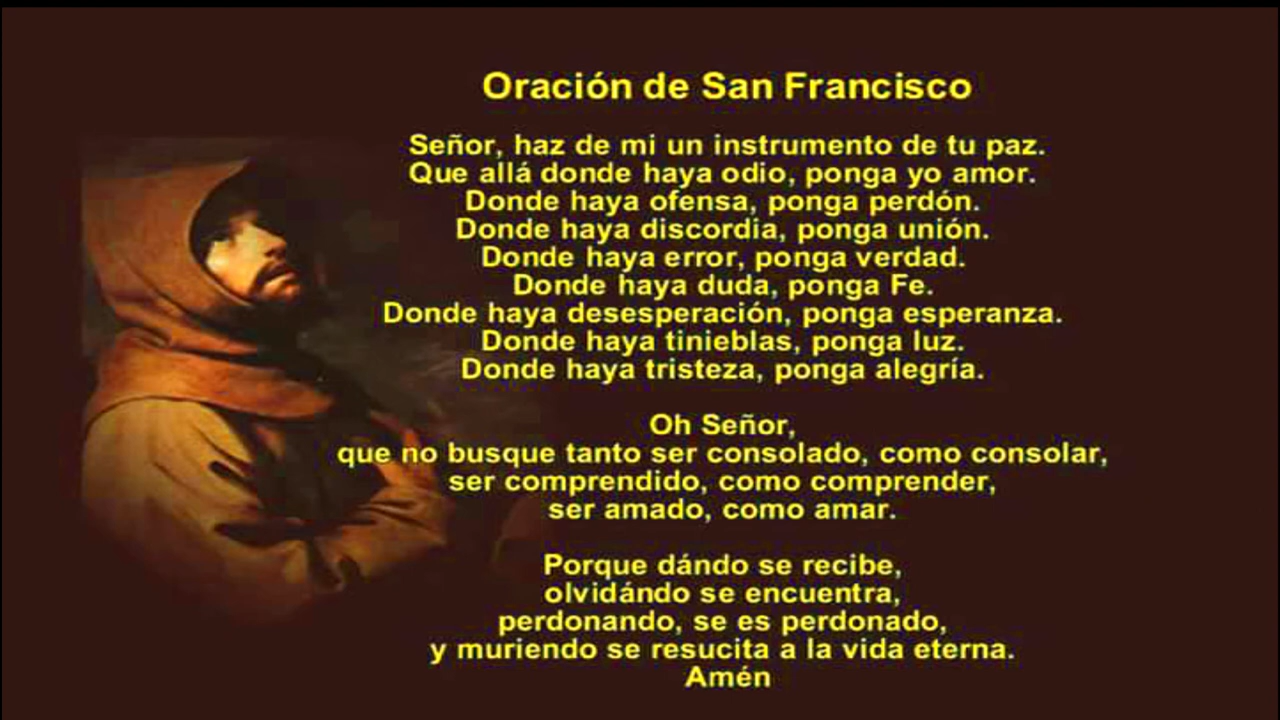 Oración de San Francisco
Señor, haz de mi un instrumento de tu paz.
Que allá donde haya odio, ponga yo amor.
Donde haya ofensa, ponga perdón.
Donde haya discordia, ponga unión.
Donde haya error, ponga verdad.
Donde haya duda, ponga Fe.
Donde haya desesperación, ponga esperanza.
Donde haya tinieblas, ponga luz.
Donde haya tristeza, ponga alegría.
Oh Señor,
que no busque tanto ser consolado, como consolar,
ser comprendido, como comprender,
ser amado, como amar.
Porque dándo se recibe,
olvidándo se encuentra,
perdonando, se es perdonado,
y muriendo se resucita a la vida eterna.
Amén